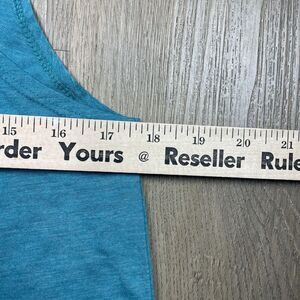 15 16 17 18 19 20 21
rder Yours @ Reseller Rule